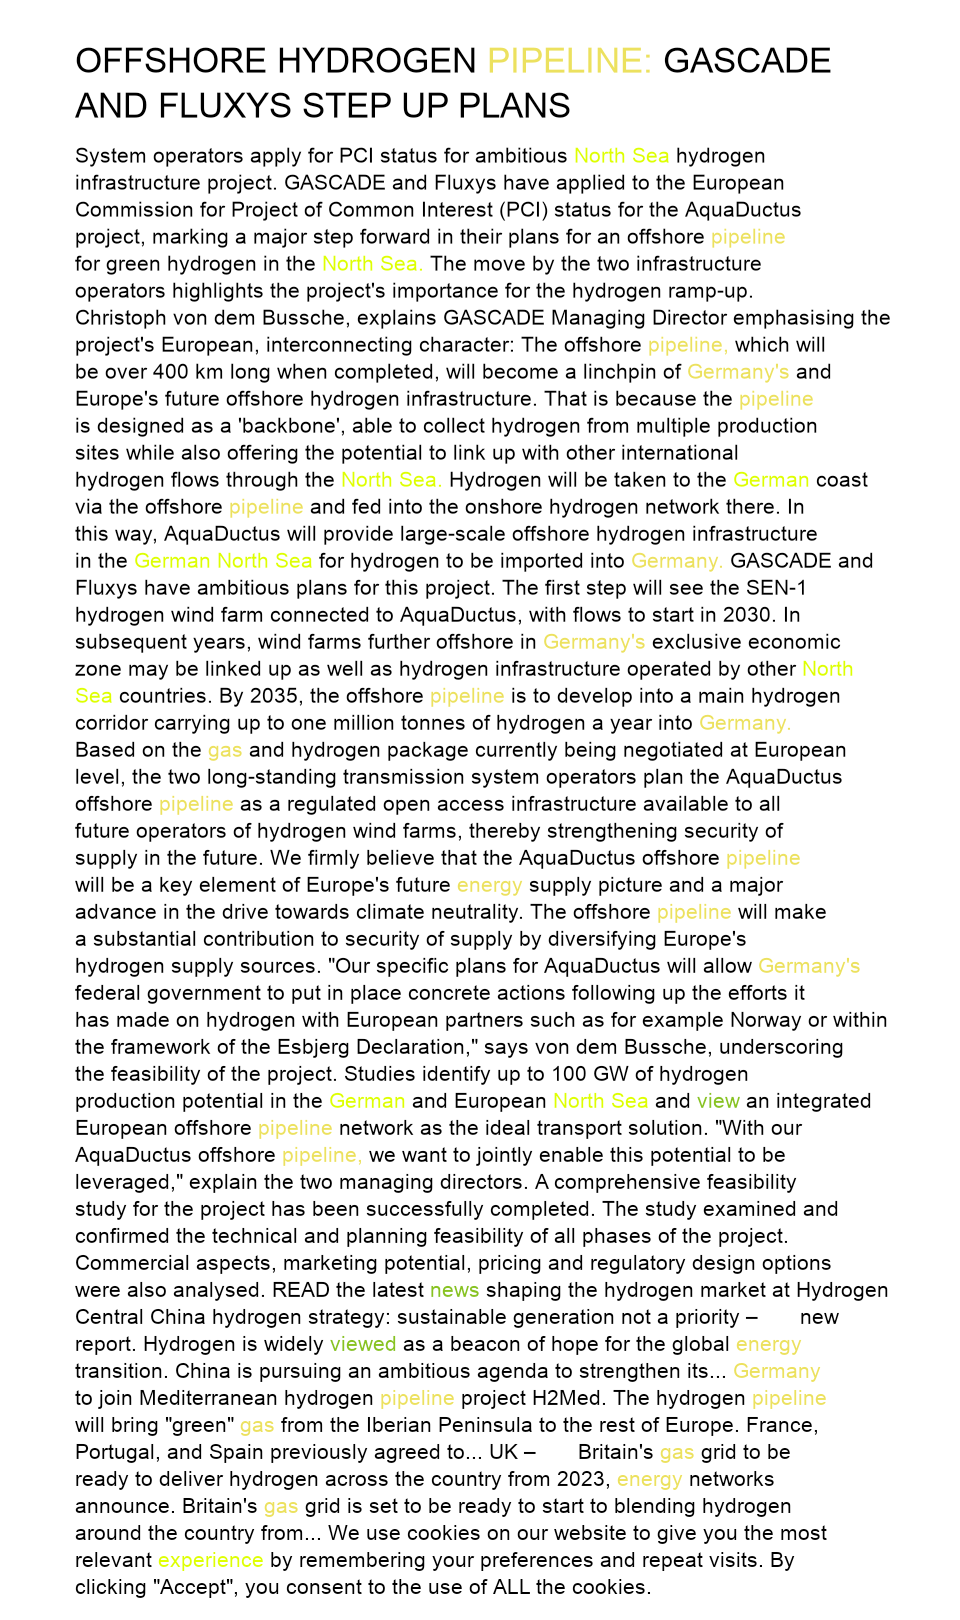 OFFSHORE HYDROGEN PIPELINE: GASCADE
AND FLUXYS STEP UP PLANS
System operators apply for PCI status for ambitious North Sea hydrogen
infrastructure project. GASCADE and Fluxys have applied to the European
Commission for Project of Common Interest (PCI) status for the AquaDuctus
project, marking a major step forward in their plans for an offshore pipeline
for green hydrogen in the North Sea. The move by the two infrastructure
operators highlights the project's importance for the hydrogen ramp-up.
Christoph von dem Bussche, explains GASCADE Managing Director emphasising the
project's European, interconnecting character: The offshore pipeline, which will
be over 400 km long when completed, will become a linchpin of Germany's and
Europe's future offshore hydrogen infrastructure. That is because the pipeline
is designed as a 'backbone', able to collect hydrogen from multiple production
sites while also offering the potential to link up with other international
hydrogen flows through the North Sea. Hydrogen will be taken to the German coast
via the offshore pipeline and fed into the onshore hydrogen network there. In
this way, AquaDuctus will provide large-scale offshore hydrogen infrastructure
in the German North Sea for hydrogen to be imported into Germany. GASCADE and
Fluxys have ambitious plans for this project. The first step will see the SEN-1
hydrogen wind farm connected to AquaDuctus, with flows to start in 2030. In
subsequent years, wind farms further offshore in Germany's exclusive economic
zone may be linked up as well as hydrogen infrastructure operated by other North
Sea countries. By 2035, the offshore pipeline is to develop into a main hydrogen
corridor carrying up to one million tonnes of hydrogen a year into Germany.
Based on the gas and hydrogen package currently being negotiated at European
level, the two long-standing transmission system operators plan the AquaDuctus
offshore pipeline as a regulated open access infrastructure available to all
future operators of hydrogen wind farms, thereby strengthening security of
supply in the future. We firmly believe that the AquaDuctus offshore pipeline
will be a key element of Europe's future energy supply picture and a major
advance in the drive towards climate neutrality. The offshore pipeline will make
a substantial contribution to security of supply by diversifying Europe's
hydrogen supply sources. "Our specific plans for AquaDuctus will allow Germany's
federal government to put in place concrete actions following up the efforts it
has made on hydrogen with European partners such as for example Norway or within
the framework of the Esbjerg Declaration," says von dem Bussche, underscoring
the feasibility of the project. Studies identify up to 100 GW of hydrogen
production potential in the German and European North Sea and view an integrated
European offshore pipeline network as the ideal transport solution. "With our
AquaDuctus offshore pipeline, we want to jointly enable this potential to be
leveraged," explain the two managing directors. A comprehensive feasibility
study for the project has been successfully completed. The study examined and
confirmed the technical and planning feasibility of all phases of the project.
Commercial aspects, marketing potential, pricing and regulatory design options
were also analysed. READ the latest news shaping the hydrogen market at Hydrogen
Central China hydrogen strategy: sustainable generation not a priority – new
report. Hydrogen is widely viewed as a beacon of hope for the global energy
transition. China is pursuing an ambitious agenda to strengthen its... Germany
to join Mediterranean hydrogen pipeline project H2Med. The hydrogen pipeline
will bring "green" gas from the Iberian Peninsula to the rest of Europe. France,
Portugal, and Spain previously agreed to... UK – Britain's gas grid to be
ready to deliver hydrogen across the country from 2023, energy networks
announce. Britain's gas grid is set to be ready to start to blending hydrogen
around the country from... We use cookies on our website to give you the most
relevant experience by remembering your preferences and repeat visits. By
clicking "Accept", you consent to the use of ALL the cookies.